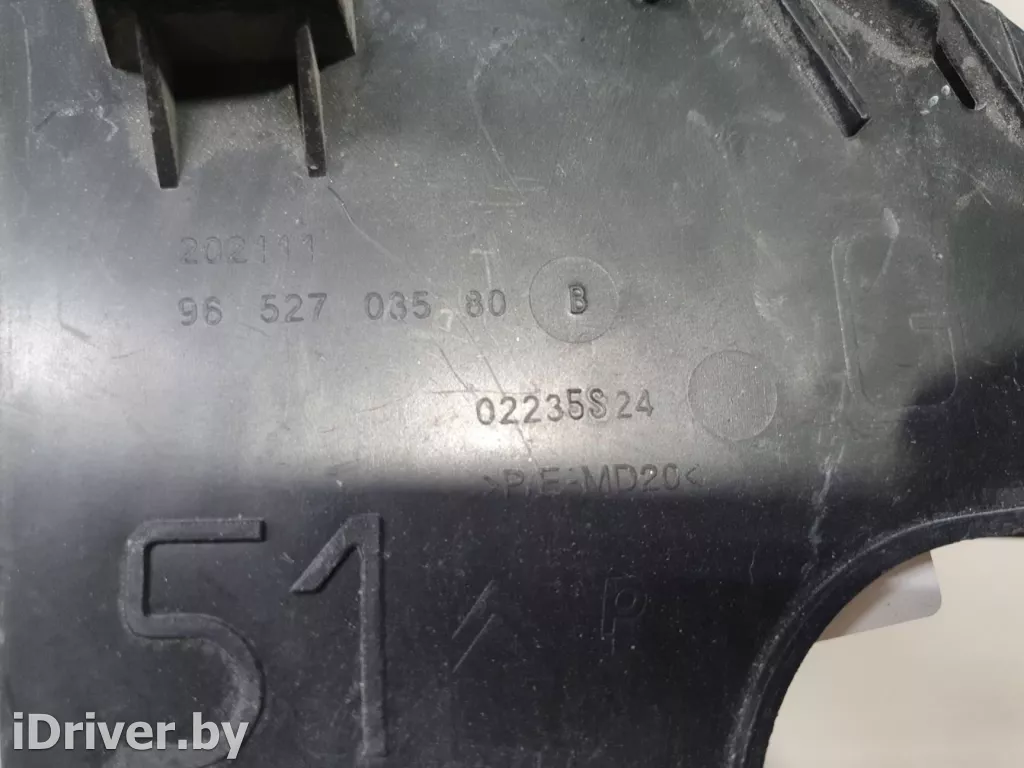 202111
96 527 035 80 B
02235S24
>P/E-MD20<
51 P
iDriver.by